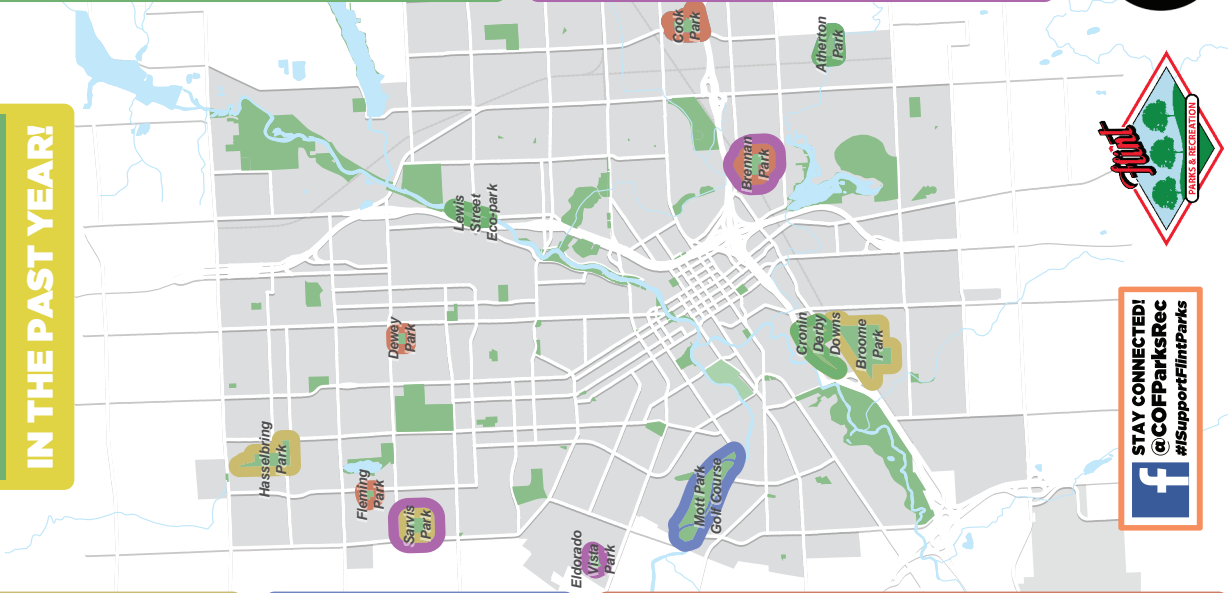 IN THE PAST YEAR!
Hasselbring
Park
Fleming
Park
Sarvis
Park
Dewey
Park
Lewis
Street
Eco-park
Eldorado
Vista
Park
Mott Park
Golf Course
Cook
Park
Brennan
Park
Atherton
Park
Cronin
Derby
Downs
Broome
Park
Flint
PARKS & RECREATION
f
STAY CONNECTED!
@COFParksRec
#ISupportFlintParks